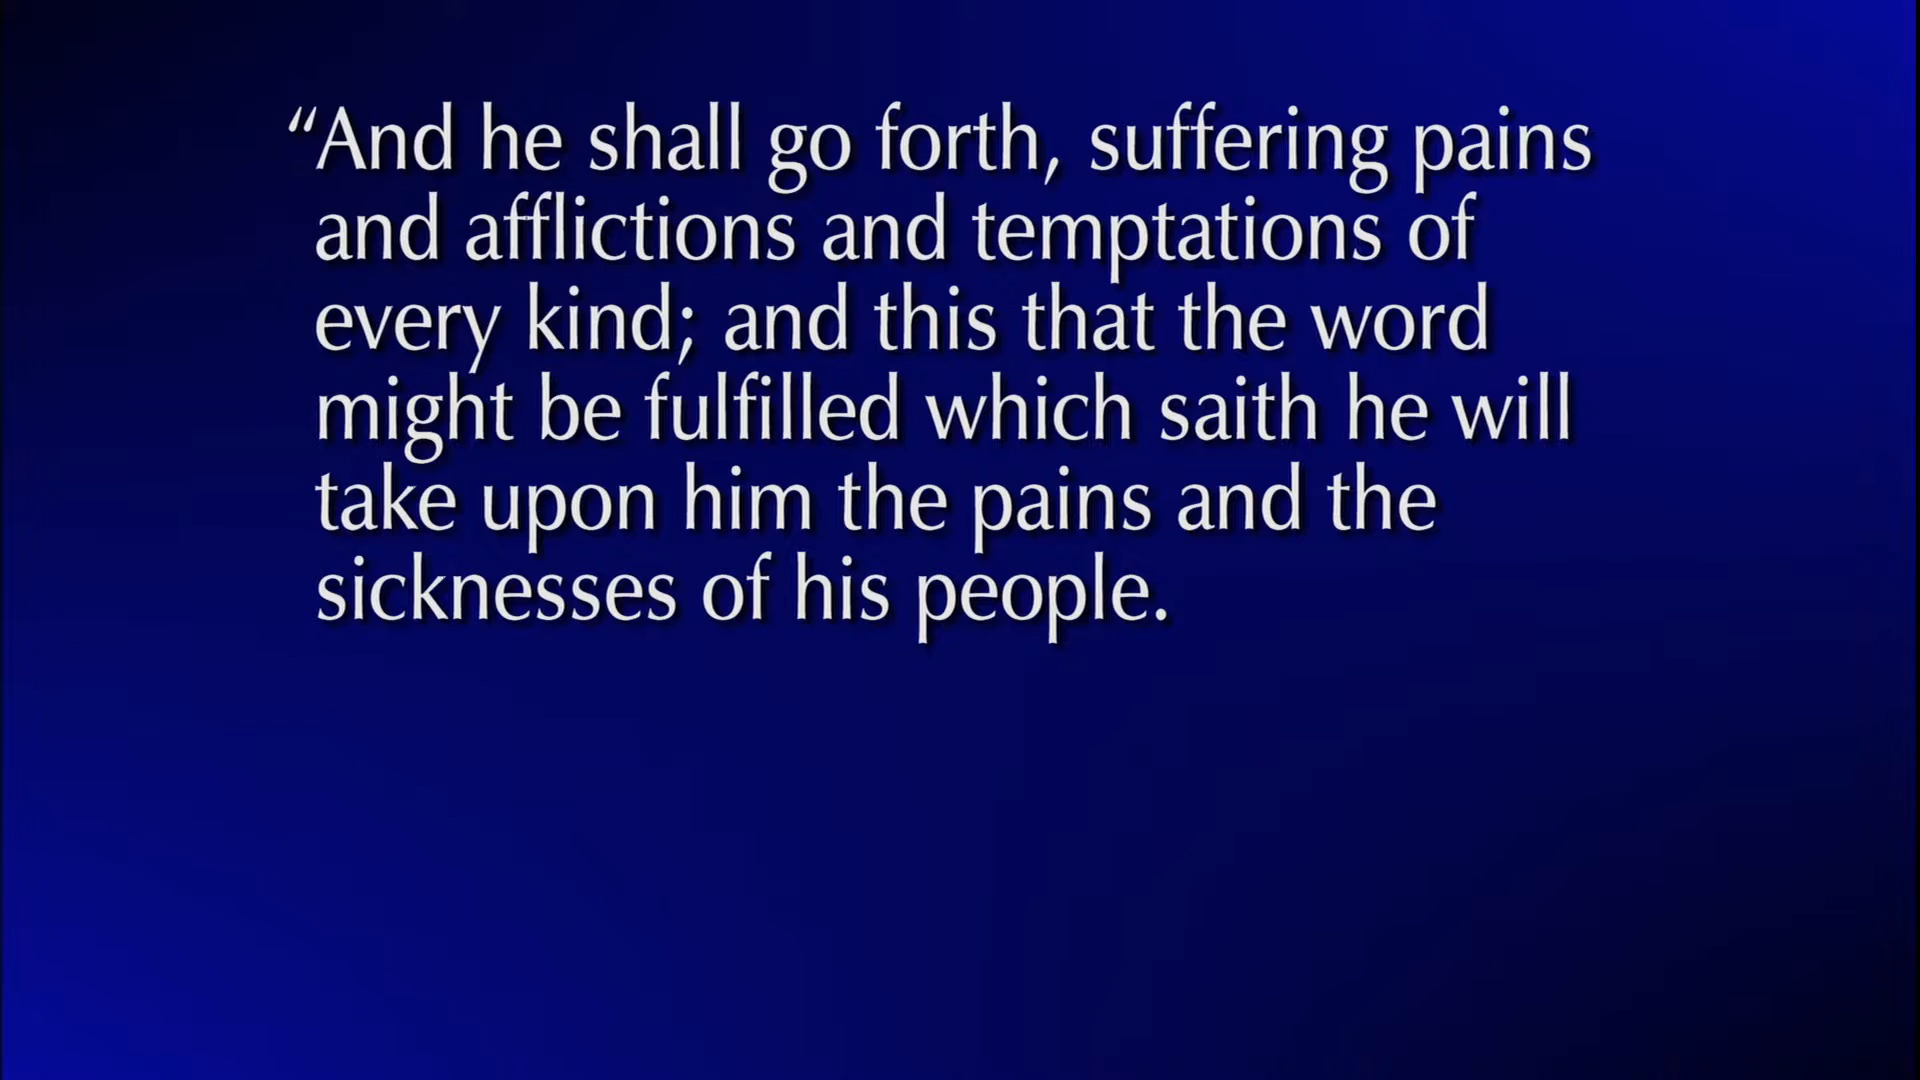 “And he shall go forth, suffering pains
and afflictions and temptations of
every kind; and this that the word
might be fulfilled which saith he will
take upon him the pains and the
sicknesses of his people.